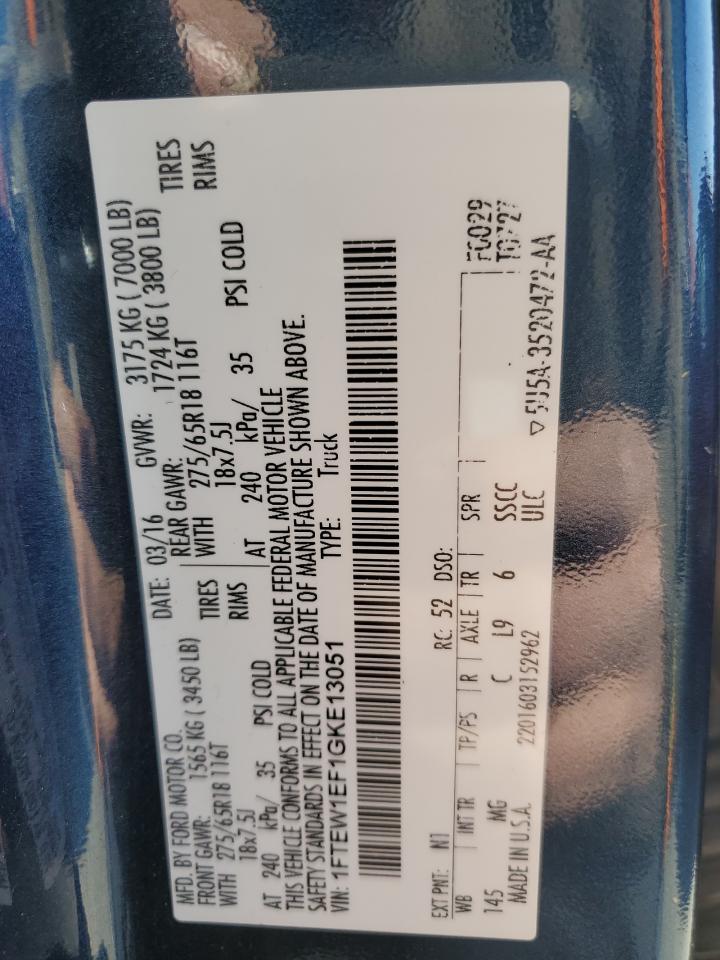 MFD. BY FORD MOTOR CO.
DATE: 03/16 GVWR: 3175 KG ( 7000 LB)
FRONT GAWR: 1565 KG ( 3450 LB) REAR GAWR: 1724 KG ( 3800 LB)
WITH 275/65R18 116T TIRES WITH 275/65R18 116T TIRES
18x7.5J RIMS 18x7.5J RIMS
AT 240 kPa/ 35 PSI COLD AT 240 kPa/ 35 PSI COLD
THIS VEHICLE CONFORMS TO ALL APPLICABLE FEDERAL MOTOR VEHICLE
SAFETY STANDARDS IN EFFECT ON THE DATE OF MANUFACTURE SHOWN ABOVE.
VIN: 1FTEW1EF1GKE13051 TYPE: Truck
EXT PNT: N1 RC: 52 DSO:
WB INT TR TP/PS R AXLE TR SPR F6029
145 MG C L9 6 SSCC T0727
ULC
MADE IN U.S.A. 2201603152962 ▽5U5A-3520472-AA